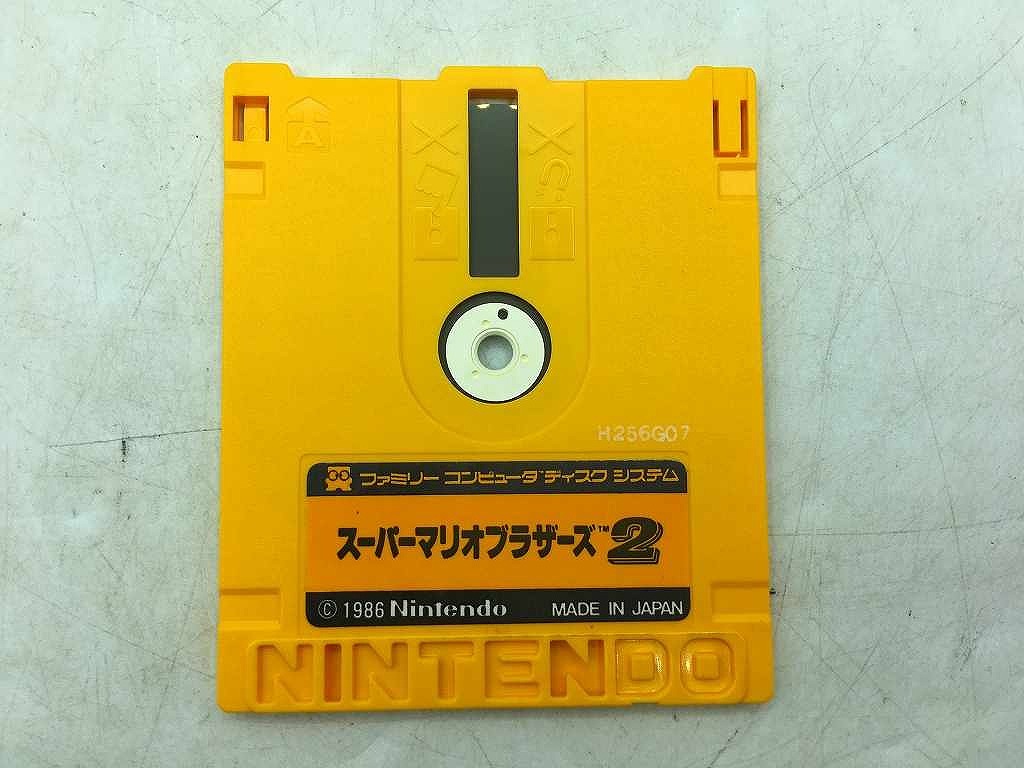 A
H256G07
ファミリー コンピュータ™ ディスク システム
スーパーマリオブラザーズ™2
© 1986 Nintendo MADE IN JAPAN
NINTENDO